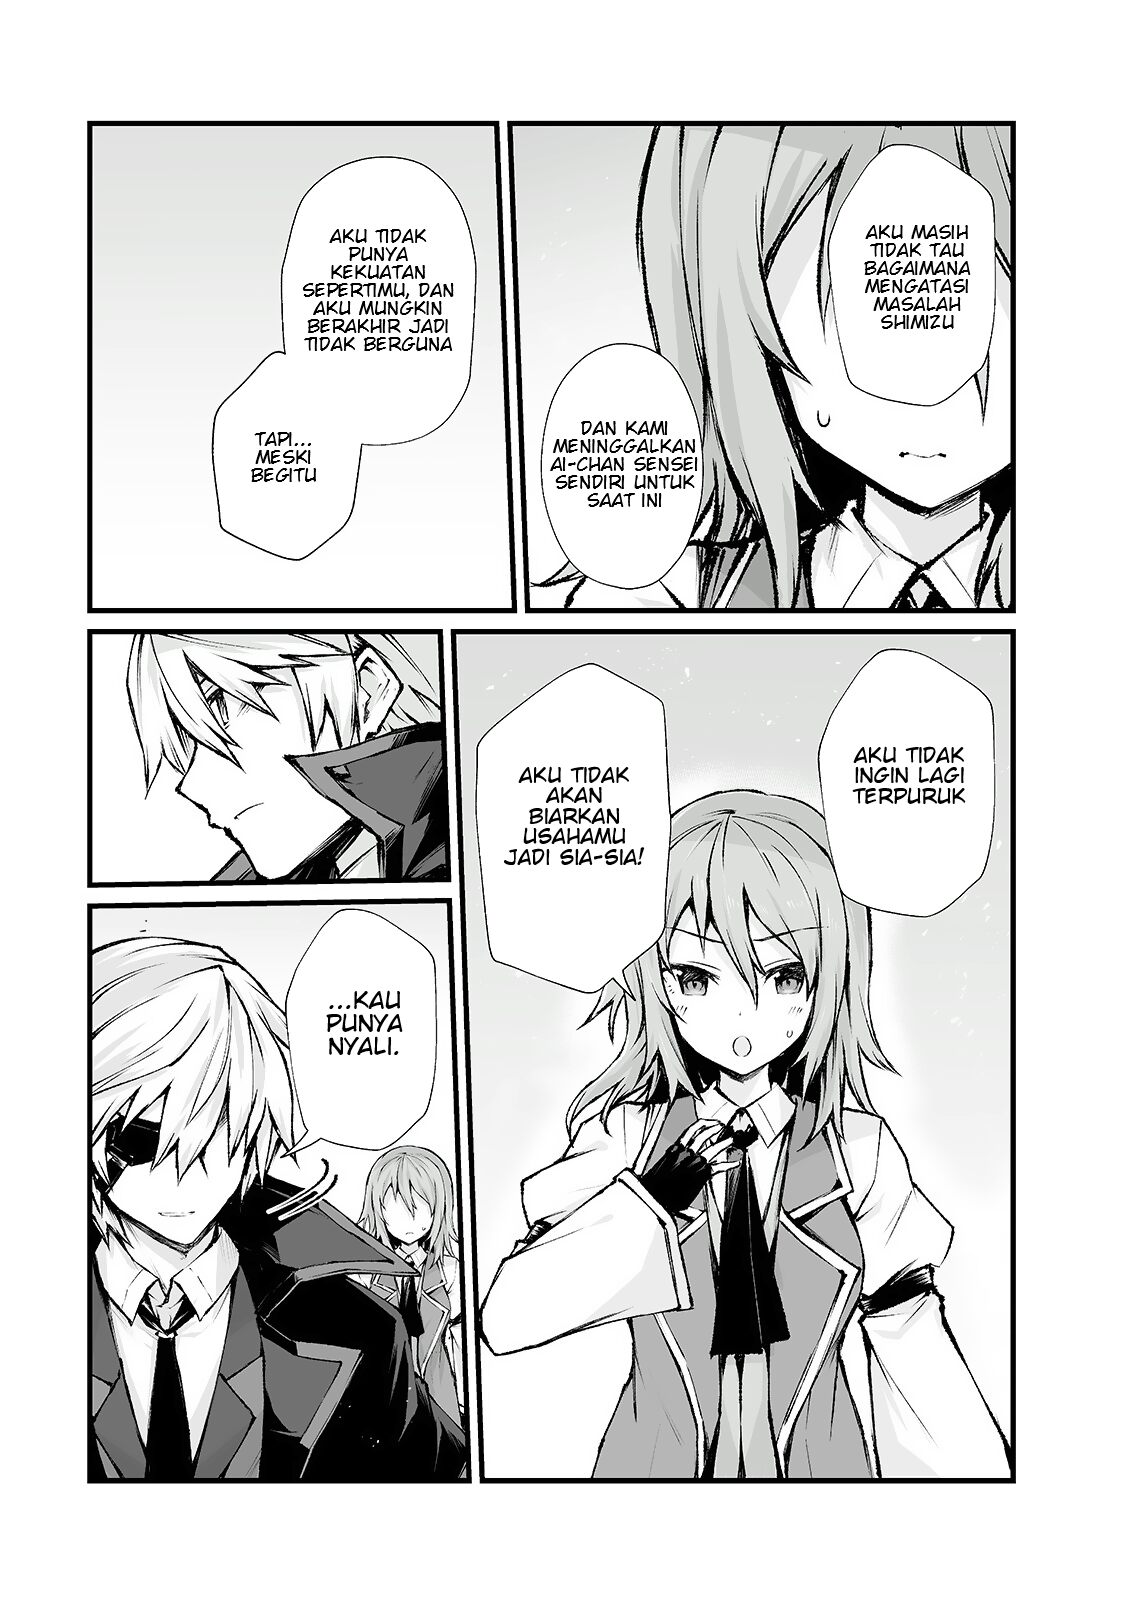 AKU MASIH
TIDAK TAU
BAGAIMANA
MENGATASI
MASALAH
SHIMIZU
DAN KAMI
MENINGGALKAN
AI-CHAN SENSEI
SENDIRI UNTUK
SAAT INI
AKU TIDAK
PUNYA
KEKUATAN
SEPERTIMU, DAN
AKU MUNGKIN
BERAKHIR JADI
TIDAK BERGUNA
TAPI...
MESKI
BEGITU
AKU TIDAK
INGIN LAGI
TERPURUK
AKU TIDAK
AKAN
BIARKAN
USAHAMU
JADI SIA-SIA!
...KAU
PUNYA
NYALI.